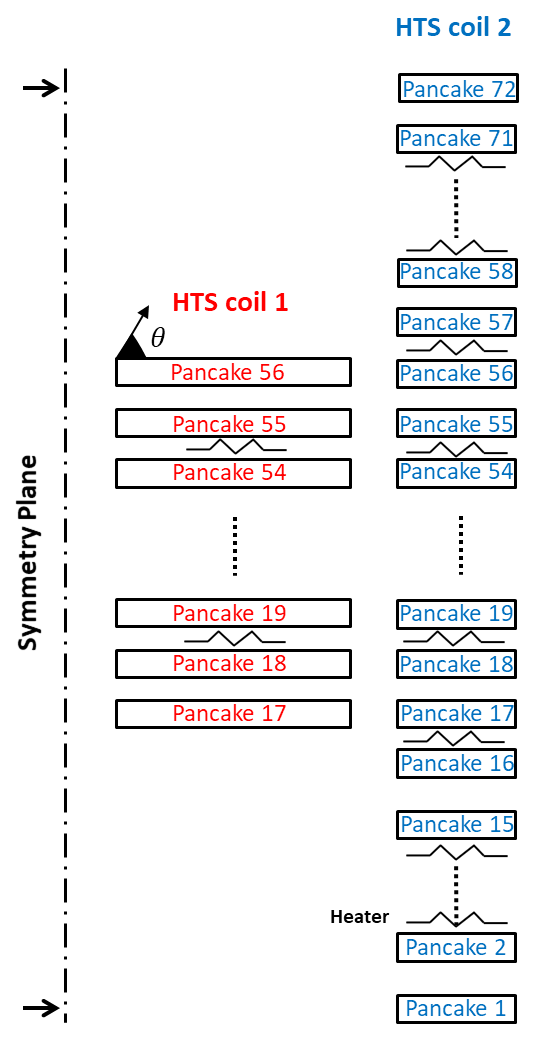 HTS coil 2
Pancake 72
Pancake 71
Pancake 58
HTS coil 1
θ
Pancake 57
Pancake 56
Pancake 56
Pancake 55
Pancake 55
Pancake 54
Pancake 54
Symmetry Plane
Pancake 19
Pancake 19
Pancake 18
Pancake 18
Pancake 17
Pancake 17
Pancake 16
Pancake 15
Heater
Pancake 2
Pancake 1